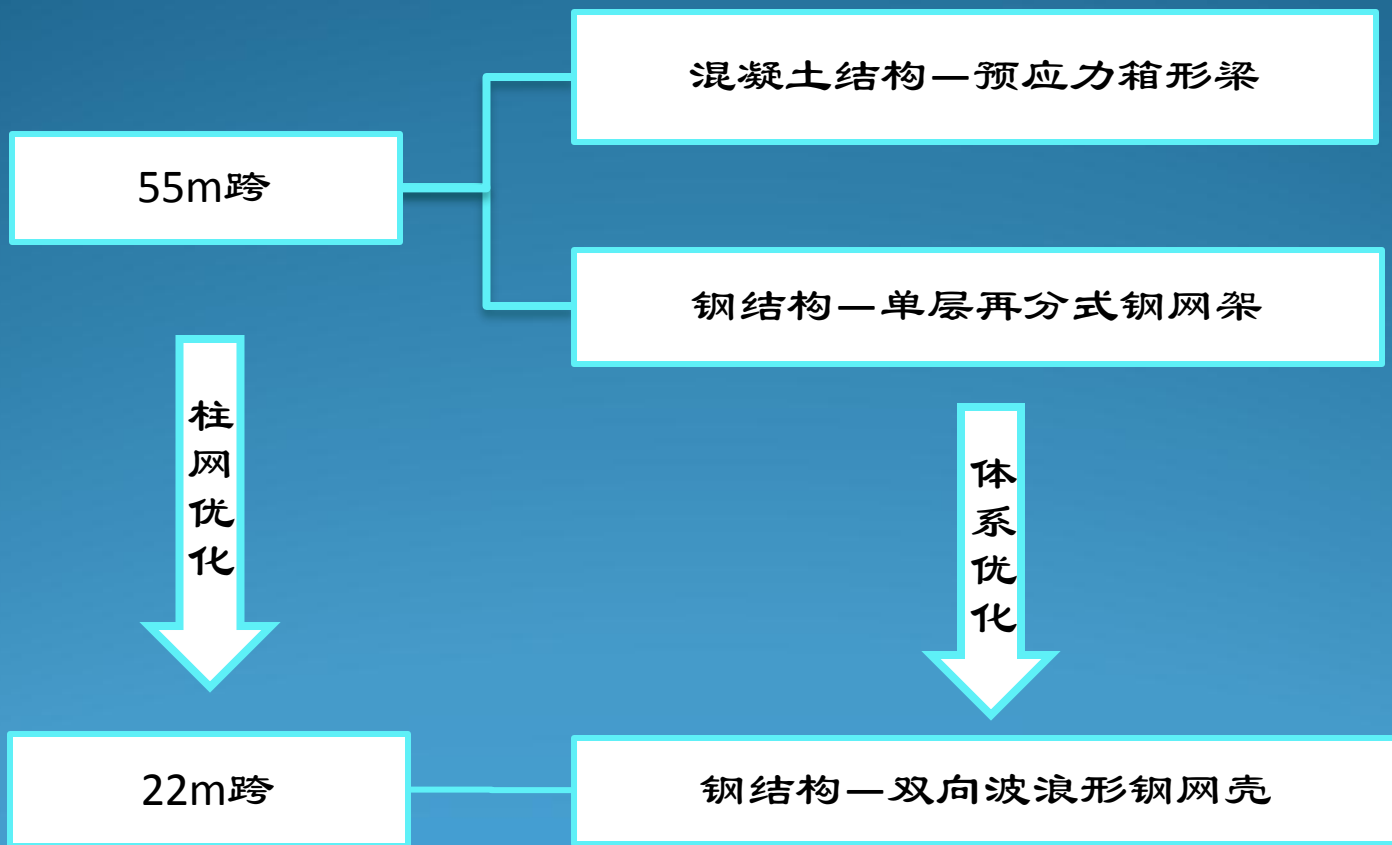 混凝土结构—预应力箱形梁
55m跨
钢结构—单层再分式钢网架
柱网优化
体系优化
22m跨
钢结构—双向波浪形钢网壳